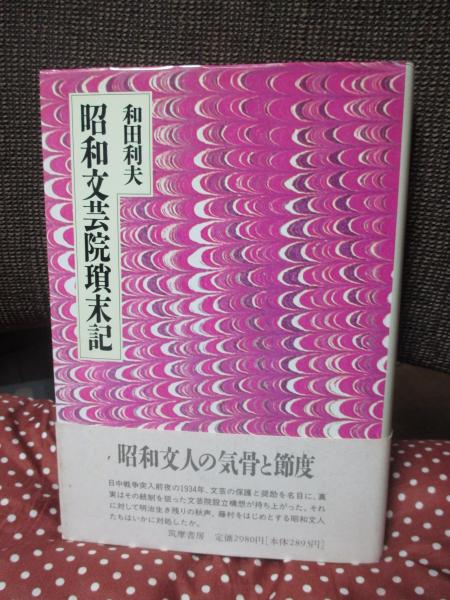 和田利夫
昭和文芸院瑣末記
昭和文人の気骨と節度
日中戦争突入前夜の1934年、文芸の保護と奨励を名目に、真
実はその統制を狙った文芸院設立構想が持ち上がった。それ
に対して明治生き残りの秋声、藤村をはじめとする昭和文人
たちはいかに対処したか。
筑摩書房 定価2980円[本体2893円]